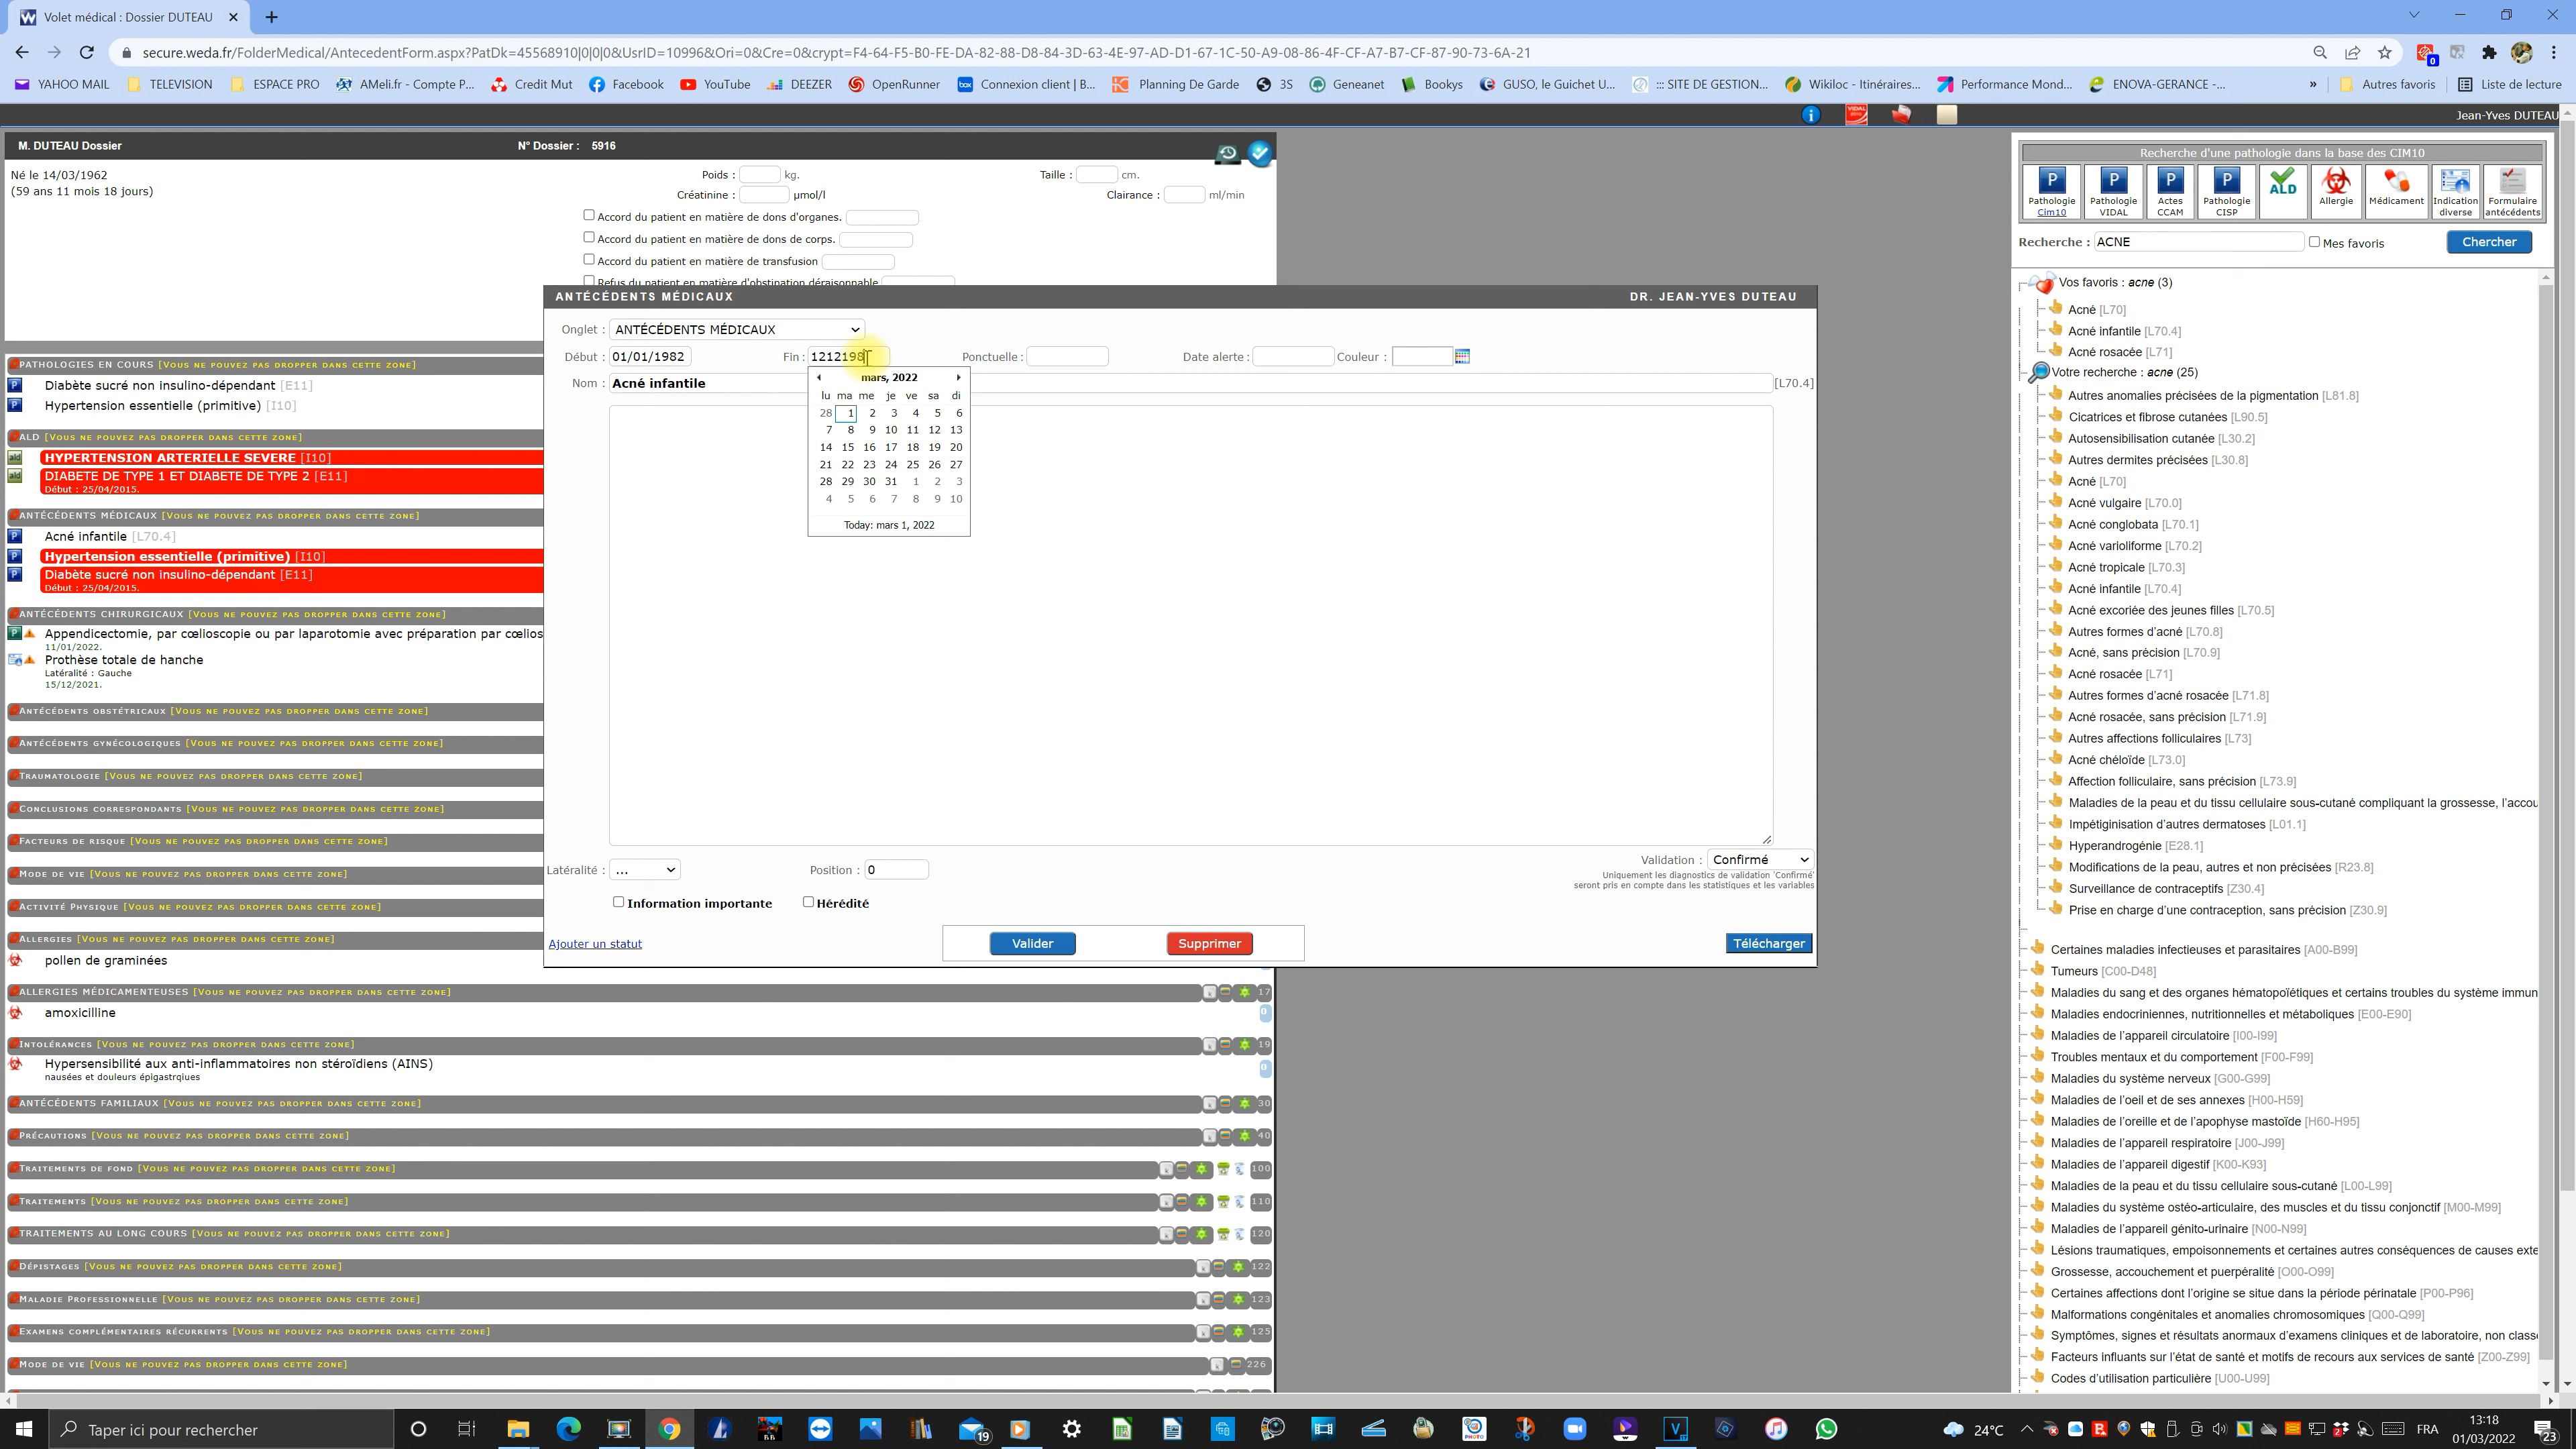 Volet médical : Dossier DUTEAU
secure.weda.fr/FolderMedical/AntecedentForm.aspx?PatDk=45568910|0|0|0&UsrID=10996&Ori=0&Cre=0&crypt=F4-64-F5-B0-FE-DA-82-88-D8-84-3D-63-4E-97-AD-D1-67-1C-50-A9-08-86-4F-CF-A7-B7-CF-87-90-73-6A-21
YAHOO MAIL TELEVISION ESPACE PRO AMeli.fr - Compte P... Credit Mut Facebook YouTube DEEZER OpenRunner Connexion client | B... Planning De Garde 3S Geneanet Bookys GUSO, le Guichet U... ::: SITE DE GESTION... Wikiloc - Itinéraires... Performance Mond... ENOVA-GERANCE -... » Autres favoris Liste de lecture
Jean-Yves DUTEAU
M. DUTEAU Dossier N° Dossier : 5916
Né le 14/03/1962
(59 ans 11 mois 18 jours)
Poids : kg. Taille : cm.
Créatinine : µmol/l Clairance : ml/min
Accord du patient en matière de dons d'organes.
Accord du patient en matière de dons de corps.
Accord du patient en matière de transfusion
Refus du patient en matière d'obstination déraisonnable
PATHOLOGIES EN COURS [VOUS NE POUVEZ PAS DROPPER DANS CETTE ZONE]
Diabète sucré non insulino-dépendant [E11]
Hypertension essentielle (primitive) [I10]
ALD [VOUS NE POUVEZ PAS DROPPER DANS CETTE ZONE]
HYPERTENSION ARTERIELLE SEVERE [I10]
DIABETE DE TYPE 1 ET DIABETE DE TYPE 2 [E11]
Début : 25/04/2015.
ANTÉCÉDENTS MÉDICAUX [VOUS NE POUVEZ PAS DROPPER DANS CETTE ZONE]
Acné infantile [L70.4]
Hypertension essentielle (primitive) [I10]
Diabète sucré non insulino-dépendant [E11]
Début : 25/04/2015.
ANTÉCÉDENTS CHIRURGICAUX [VOUS NE POUVEZ PAS DROPPER DANS CETTE ZONE]
Appendicectomie, par cœlioscopie ou par laparotomie avec préparation par cœlios
11/01/2022.
Prothèse totale de hanche
Latéralité : Gauche
15/12/2021.
ANTÉCÉDENTS OBSTÉTRICAUX [VOUS NE POUVEZ PAS DROPPER DANS CETTE ZONE]
ANTÉCÉDENTS GYNÉCOLOGIQUES [VOUS NE POUVEZ PAS DROPPER DANS CETTE ZONE]
TRAUMATOLOGIE [VOUS NE POUVEZ PAS DROPPER DANS CETTE ZONE]
CONCLUSIONS CORRESPONDANTS [VOUS NE POUVEZ PAS DROPPER DANS CETTE ZONE]
FACTEURS DE RISQUE [VOUS NE POUVEZ PAS DROPPER DANS CETTE ZONE]
MODE DE VIE [VOUS NE POUVEZ PAS DROPPER DANS CETTE ZONE]
ACTIVITÉ PHYSIQUE [VOUS NE POUVEZ PAS DROPPER DANS CETTE ZONE]
ALLERGIES [VOUS NE POUVEZ PAS DROPPER DANS CETTE ZONE]
pollen de graminées
ALLERGIES MÉDICAMENTEUSES [VOUS NE POUVEZ PAS DROPPER DANS CETTE ZONE] 17
amoxicilline 0
INTOLÉRANCES [VOUS NE POUVEZ PAS DROPPER DANS CETTE ZONE] 19
Hypersensibilité aux anti-inflammatoires non stéroïdiens (AINS) 0
nausées et douleurs épigastrqiues
ANTÉCÉDENTS FAMILIAUX [VOUS NE POUVEZ PAS DROPPER DANS CETTE ZONE] 30
PRÉCAUTIONS [VOUS NE POUVEZ PAS DROPPER DANS CETTE ZONE] 40
TRAITEMENTS DE FOND [VOUS NE POUVEZ PAS DROPPER DANS CETTE ZONE] 100
TRAITEMENTS [VOUS NE POUVEZ PAS DROPPER DANS CETTE ZONE] 110
TRAITEMENTS AU LONG COURS [VOUS NE POUVEZ PAS DROPPER DANS CETTE ZONE] 120
DÉPISTAGES [VOUS NE POUVEZ PAS DROPPER DANS CETTE ZONE] 122
MALADIE PROFESSIONNELLE [VOUS NE POUVEZ PAS DROPPER DANS CETTE ZONE] 123
EXAMENS COMPLÉMENTAIRES RÉCURRENTS [VOUS NE POUVEZ PAS DROPPER DANS CETTE ZONE] 125
MODE DE VIE [VOUS NE POUVEZ PAS DROPPER DANS CETTE ZONE] 226
ANTÉCÉDENTS MÉDICAUX DR. JEAN-YVES DUTEAU
Onglet : ANTÉCÉDENTS MÉDICAUX
Début : 01/01/1982 Fin : 1212198 Ponctuelle : Date alerte : Couleur :
Nom : Acné infantile [L70.4]
mars, 2022
lu ma me je ve sa di
28 1 2 3 4 5 6
7 8 9 10 11 12 13
14 15 16 17 18 19 20
21 22 23 24 25 26 27
28 29 30 31 1 2 3
4 5 6 7 8 9 10
Today: mars 1, 2022
Latéralité : ... Position : 0 Validation : Confirmé
Uniquement les diagnostics de validation 'Confirmé'
seront pris en compte dans les statistiques et les variables
Information importante Hérédité
Ajouter un statut Valider Supprimer Télécharger
Recherche d'une pathologie dans la base des CIM10
Pathologie Cim10
Pathologie VIDAL
Actes CCAM
Pathologie CISP
ALD
Allergie
Médicament
Indication diverse
Formulaire antécédents
Recherche : ACNE Mes favoris Chercher
Vos favoris : acne (3)
Acné [L70]
Acné infantile [L70.4]
Acné rosacée [L71]
Votre recherche : acne (25)
Autres anomalies précisées de la pigmentation [L81.8]
Cicatrices et fibrose cutanées [L90.5]
Autosensibilisation cutanée [L30.2]
Autres dermites précisées [L30.8]
Acné [L70]
Acné vulgaire [L70.0]
Acné conglobata [L70.1]
Acné varioliforme [L70.2]
Acné tropicale [L70.3]
Acné infantile [L70.4]
Acné excoriée des jeunes filles [L70.5]
Autres formes d'acné [L70.8]
Acné, sans précision [L70.9]
Acné rosacée [L71]
Autres formes d'acné rosacée [L71.8]
Acné rosacée, sans précision [L71.9]
Autres affections folliculaires [L73]
Acné chéloïde [L73.0]
Affection folliculaire, sans précision [L73.9]
Maladies de la peau et du tissu cellulaire sous-cutané compliquant la grossesse, l'accou
Impétiginisation d'autres dermatoses [L01.1]
Hyperandrogénie [E28.1]
Modifications de la peau, autres et non précisées [R23.8]
Surveillance de contraceptifs [Z30.4]
Prise en charge d'une contraception, sans précision [Z30.9]
Certaines maladies infectieuses et parasitaires [A00-B99]
Tumeurs [C00-D48]
Maladies du sang et des organes hématopoïétiques et certains troubles du système immun
Maladies endocriniennes, nutritionnelles et métaboliques [E00-E90]
Maladies de l'appareil circulatoire [I00-I99]
Troubles mentaux et du comportement [F00-F99]
Maladies du système nerveux [G00-G99]
Maladies de l'oeil et de ses annexes [H00-H59]
Maladies de l'oreille et de l'apophyse mastoïde [H60-H95]
Maladies de l'appareil respiratoire [J00-J99]
Maladies de l'appareil digestif [K00-K93]
Maladies de la peau et du tissu cellulaire sous-cutané [L00-L99]
Maladies du système ostéo-articulaire, des muscles et du tissu conjonctif [M00-M99]
Maladies de l'appareil génito-urinaire [N00-N99]
Lésions traumatiques, empoisonnements et certaines autres conséquences de causes exte
Grossesse, accouchement et puerpéralité [O00-O99]
Certaines affections dont l'origine se situe dans la période périnatale [P00-P96]
Malformations congénitales et anomalies chromosomiques [Q00-Q99]
Symptômes, signes et résultats anormaux d'examens cliniques et de laboratoire, non class
Facteurs influants sur l'état de santé et motifs de recours aux services de santé [Z00-Z99]
Codes d'utilisation particulière [U00-U99]
Taper ici pour rechercher
19
24°C FRA 13:18
01/03/2022
23